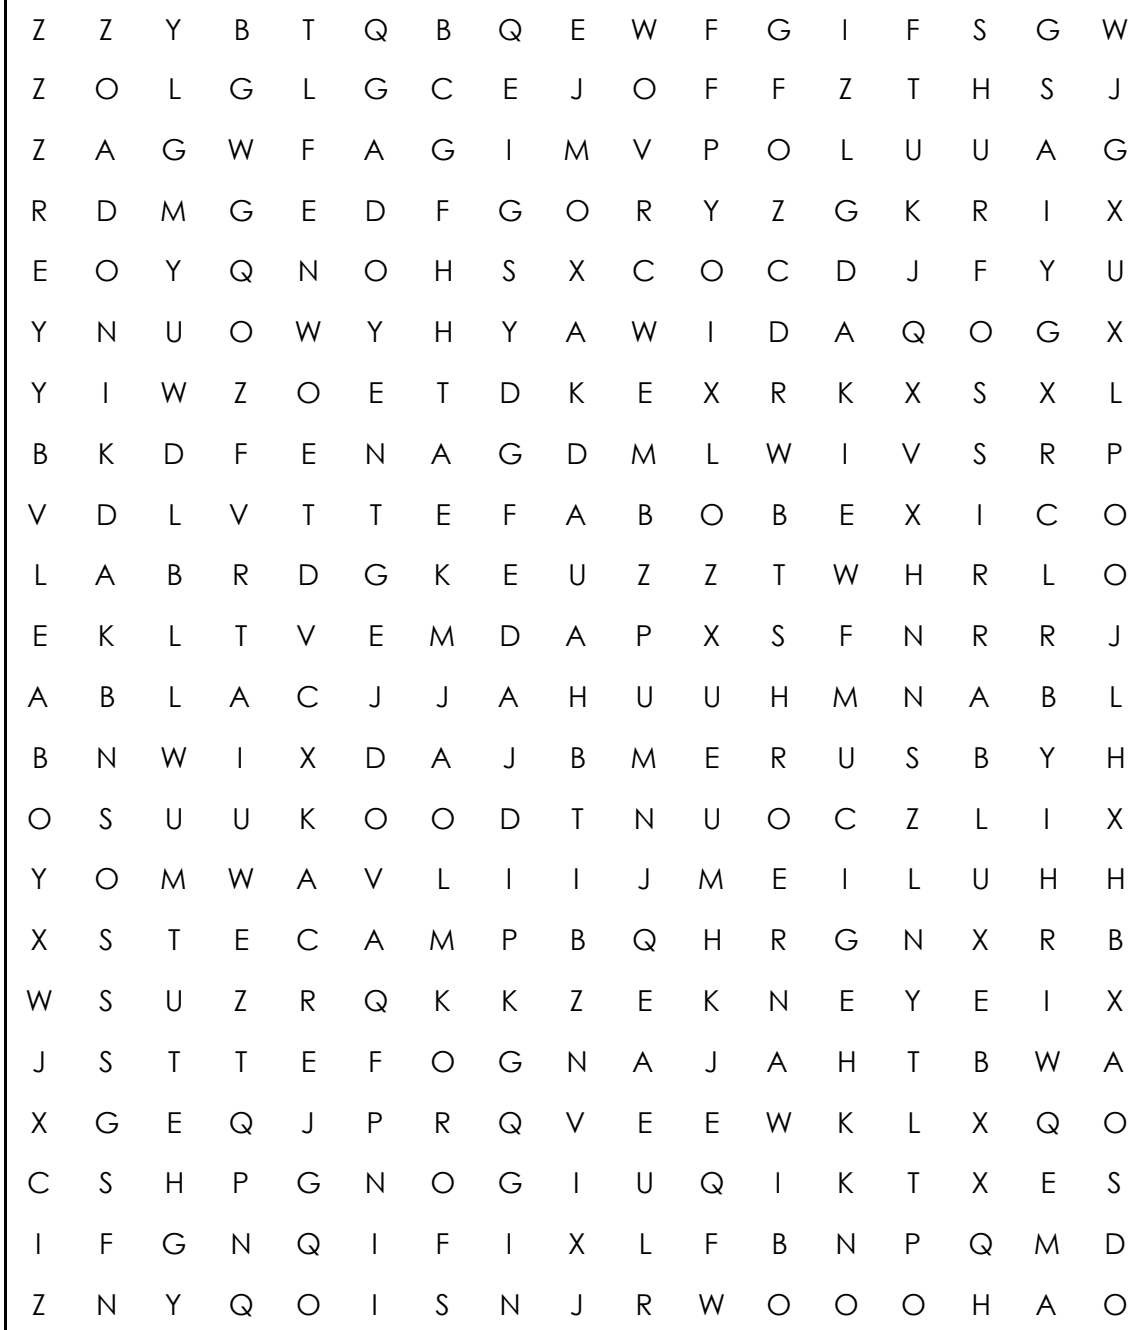 Z Z Y B T Q B Q E W F G I F S G W
Z O L G L G C E J O F F Z T H S J
Z A G W F A G I M V P O L U U A G
R D M G E D F G O R Y Z G K R I X
E O Y Q N O H S X C O C D J F Y U
Y N U O W Y H Y A W I D A Q O G X
Y I W Z O E T D K E X R K X S X L
B K D F E N A G D M L W I V S R P
V D L V T T E F A B O B E X I C O
L A B R D G K E U Z Z T W H R L O
E K L T V E M D A P X S F N R R J
A B L A C J J A H U U H M N A B L
B N W I X D A J B M E R U S B Y H
O S U U K O O D T N U O C Z L I X
Y O M W A V L I I J M E I L U H H
X S T E C A M P B Q H R G N X R B
W S U Z R Q K K Z E K N E Y E I X
J S T T E F O G N A J A H T B W A
X G E Q J P R Q V E E W K L X Q O
C S H P G N O G I U Q I K T X E S
I F G N Q I F I X L F B N P Q M D
Z N Y Q O I S N J R W O O O H A O